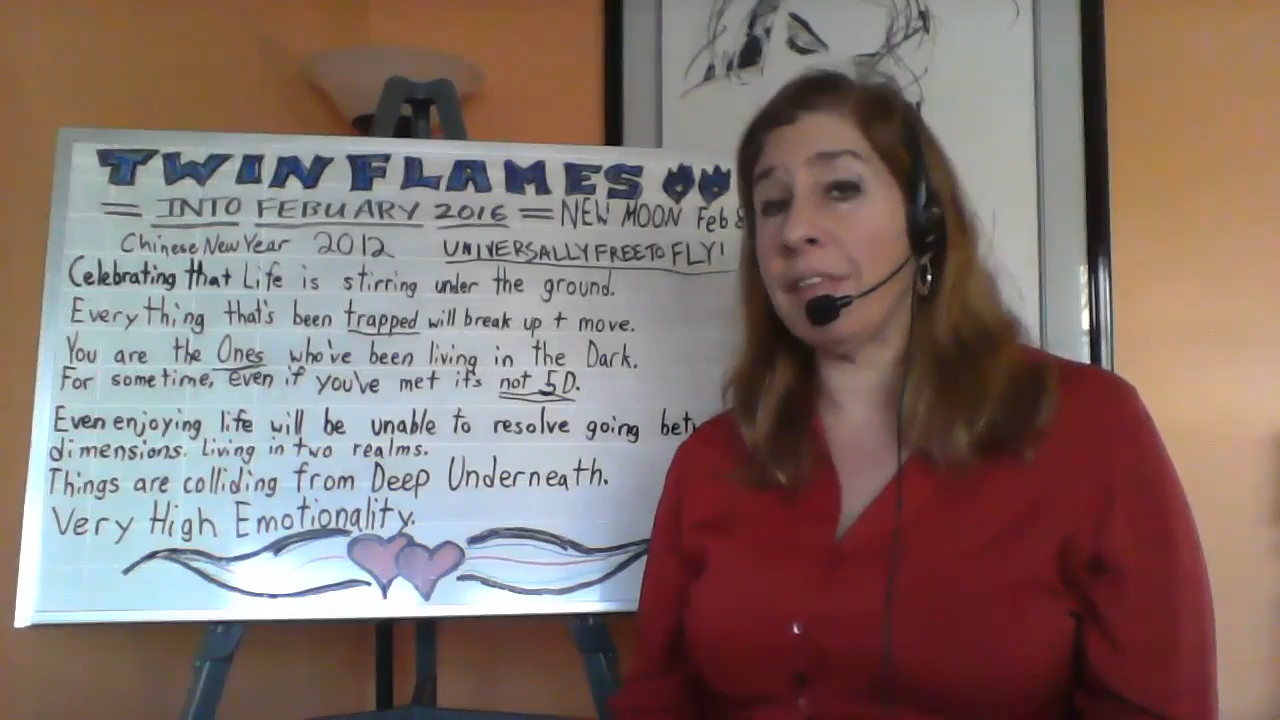 TWIN FLAMES
= INTO FEBUARY 2016 = NEW MOON Feb 8
Chinese New Year 2012 UNIVERSALLY FREE TO FLY!
Celebrating that Life is stirring under the ground.
Everything that's been trapped will break up + move.
You are the Ones who've been living in the Dark.
For sometime, even if you've met it's not 5D.
Even enjoying life will be unable to resolve going
dimensions. Living in two realms.
Things are colliding from Deep Underneath.
Very High Emotionality.